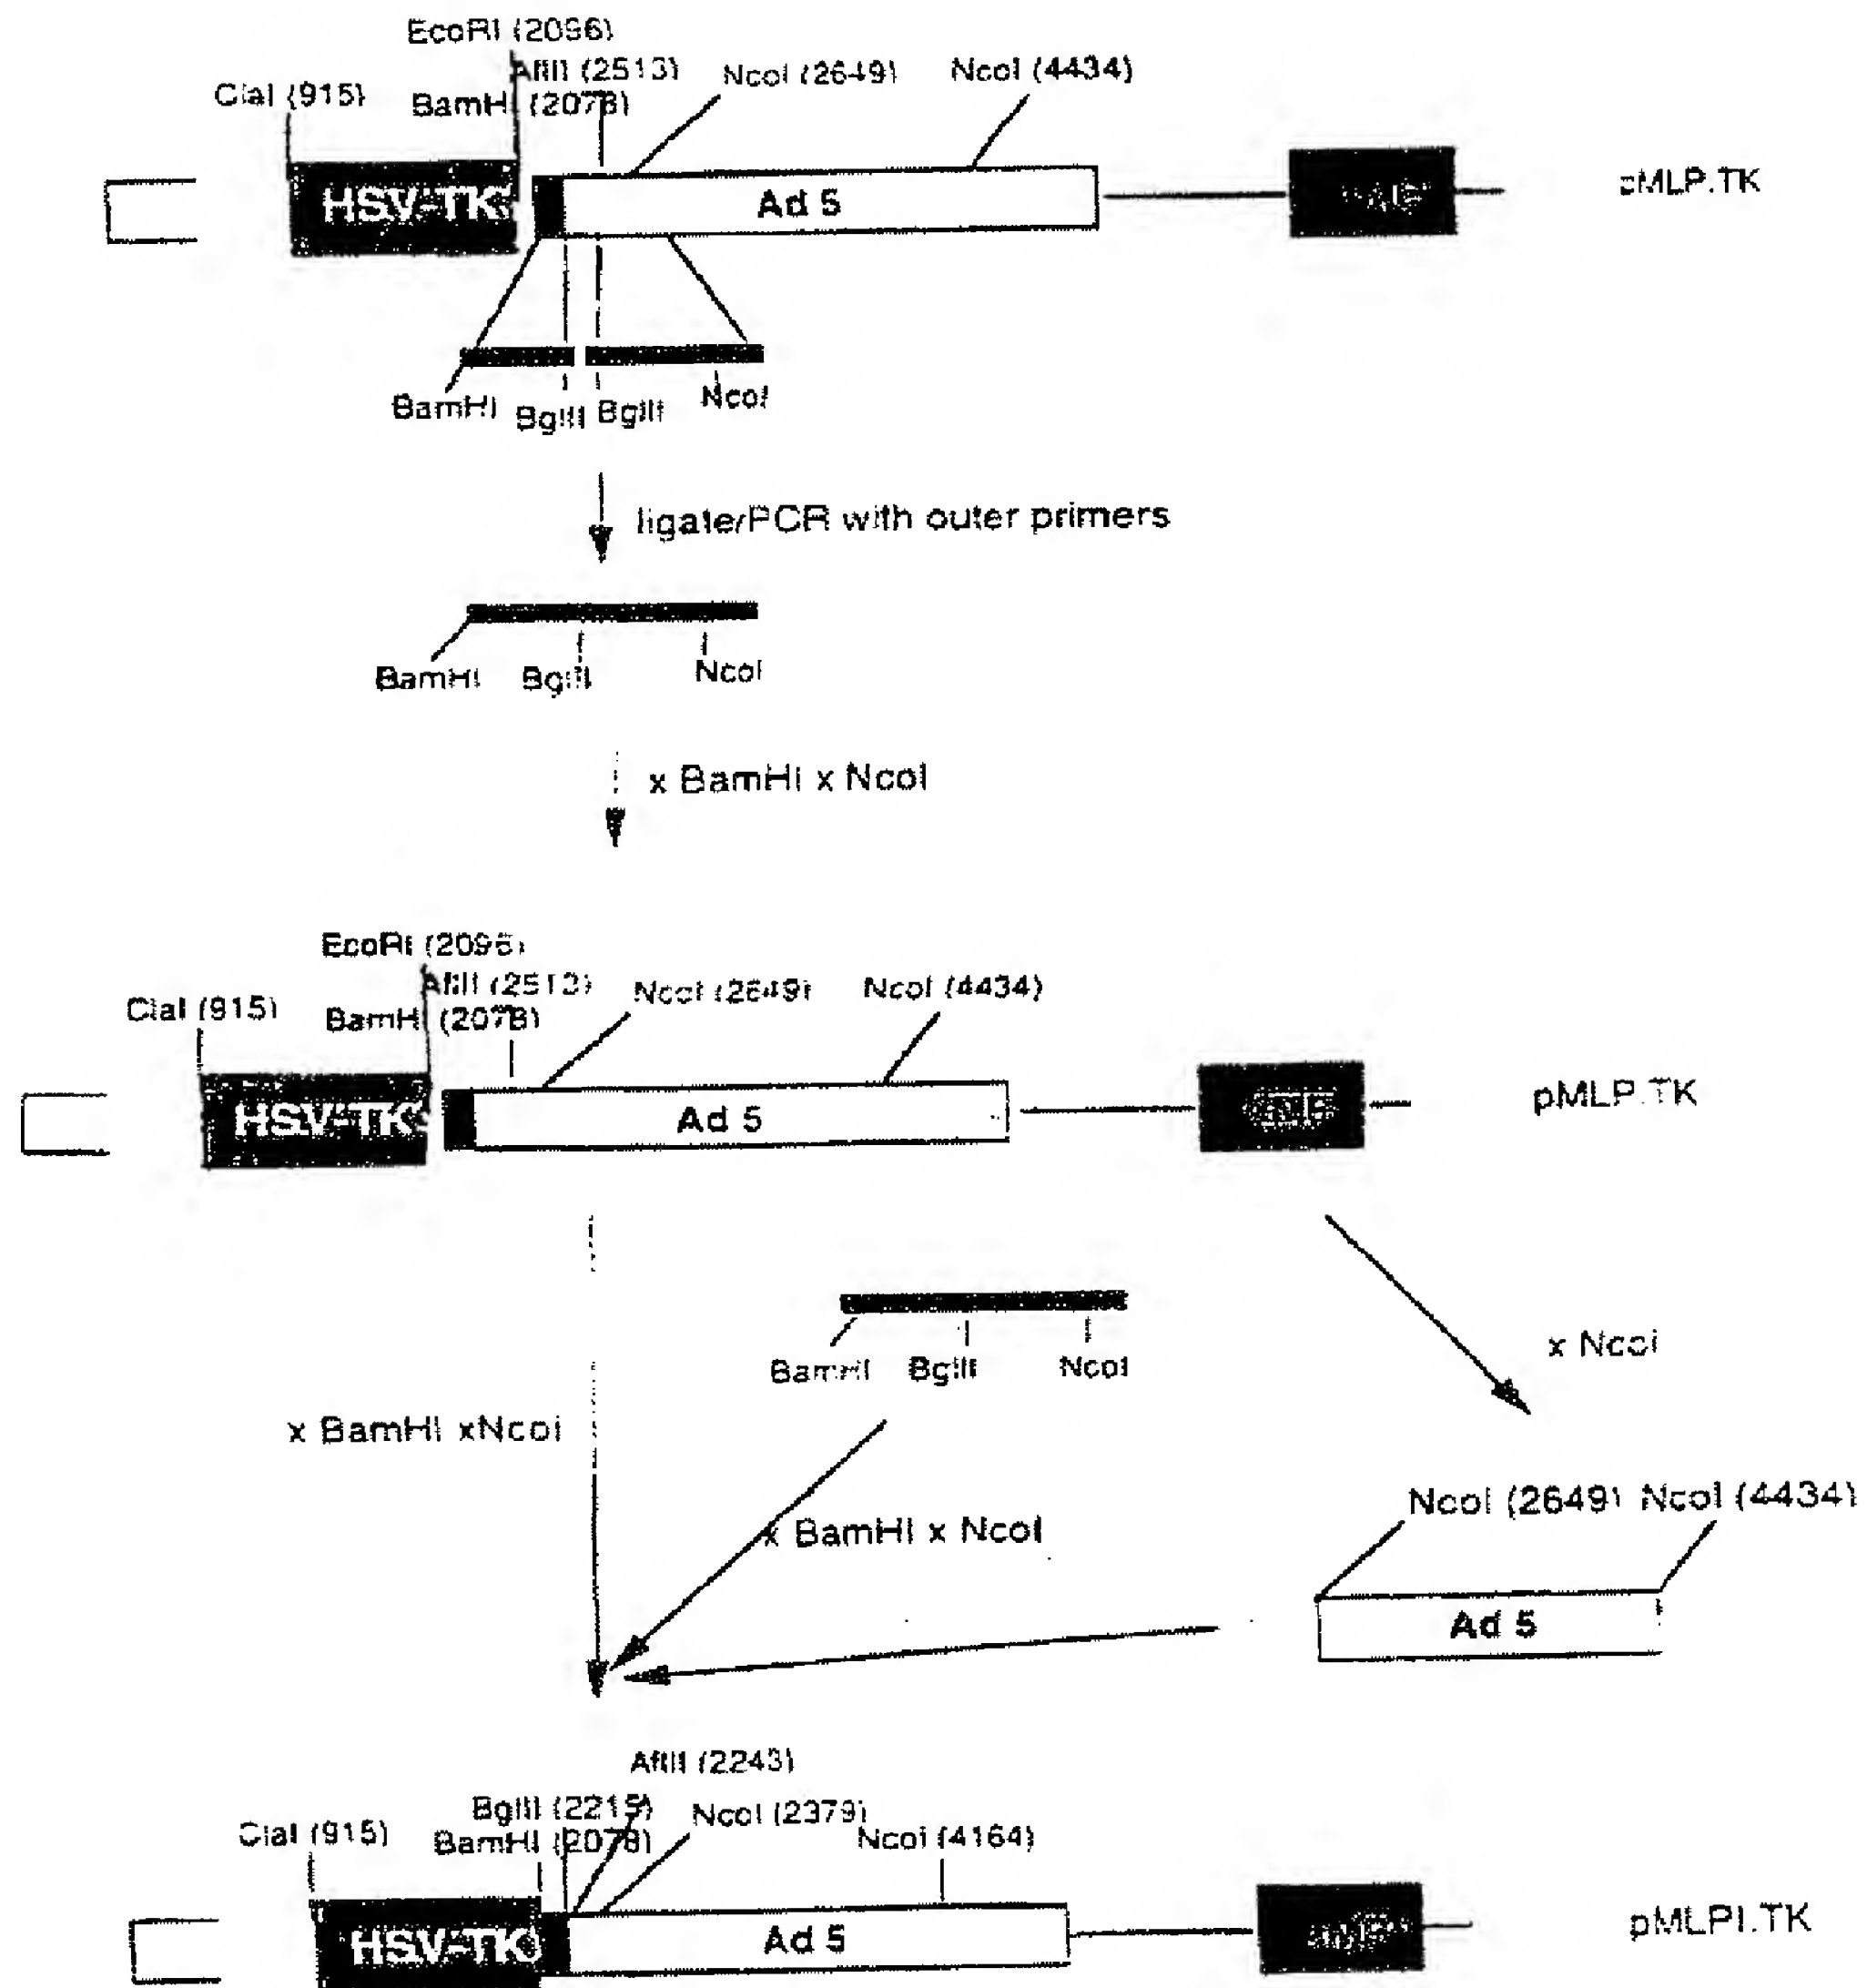 EcoRI (2096)
AflII (2513)
NcoI (2649)
NcoI (4434)
ClaI (915)
BamHI (2078)
HSV-TK
Ad 5
pMLP.TK
BamHI
BglII
BglII
NcoI
ligate/PCR with outer primers
BamHI
BglII
NcoI
x BamHI x NcoI
EcoRI (2096)
AflII (2513)
NcoI (2649)
NcoI (4434)
ClaI (915)
BamHI (2078)
HSV-TK
Ad 5
pMLP.TK
BamHI
BglII
NcoI
x NcoI
x BamHI xNcoI
x BamHI x NcoI
NcoI (2649)
NcoI (4434)
Ad 5
AflII (2243)
BglII (2215)
NcoI (2379)
ClaI (915)
BamHI (2078)
NcoI (4164)
HSV-TK
Ad 5
pMLPI.TK